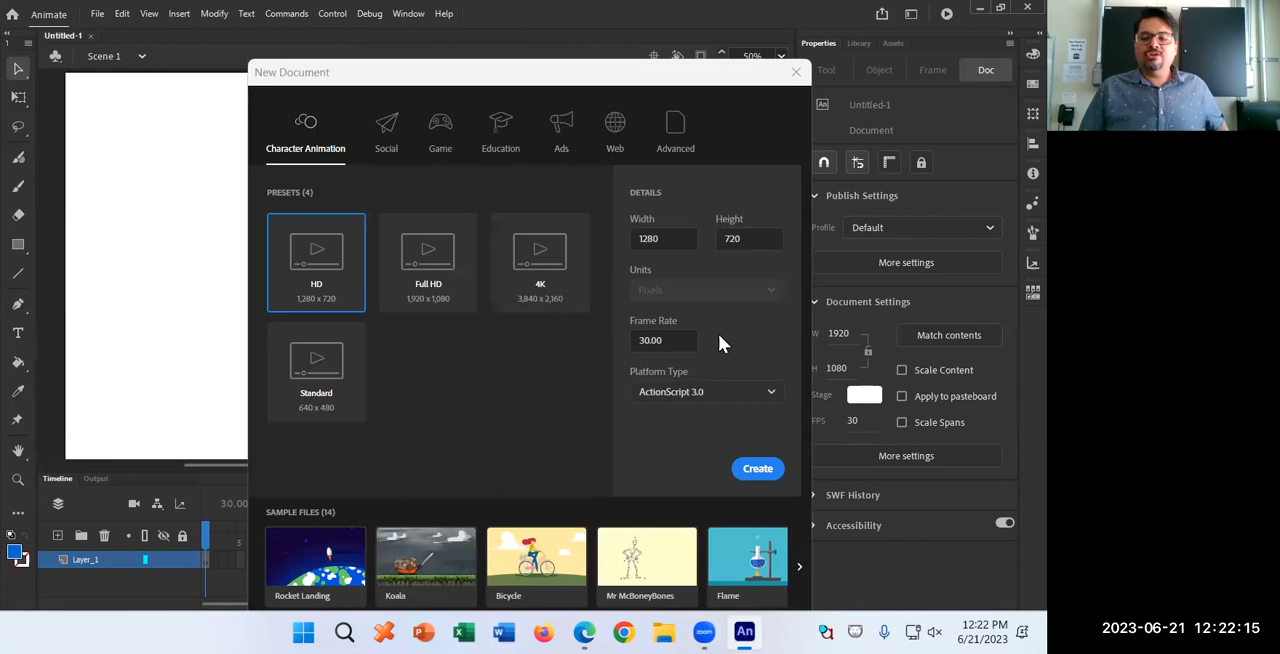 Animate File Edit View Insert Modify Text Commands Control Debug Window Help
Untitled-1 ×
Scene 1
50%
New Document
Character Animation Social Game Education Ads Web Advanced
PRESETS (4)
HD
1,280 x 720
Full HD
1,920 x 1,080
4K
3,840 x 2,160
Standard
640 x 480
DETAILS
Width Height
1280 720
Units
Pixels
Frame Rate
30.00
Platform Type
ActionScript 3.0
Create
SAMPLE FILES (14)
Rocket Landing Koala Bicycle Mr McBoneyBones Flame
Properties Library Assets
Tool Object Frame Doc
An Untitled-1
Document
Publish Settings
Profile Default
More settings
Document Settings
W 1920 Match contents
H 1080 Scale Content
Stage Apply to pasteboard
FPS 30 Scale Spans
More settings
SWF History
Accessibility
Timeline Output
30.00
5
Layer_1
zoom An
12:22 PM
6/21/2023
2023-06-21 12:22:15